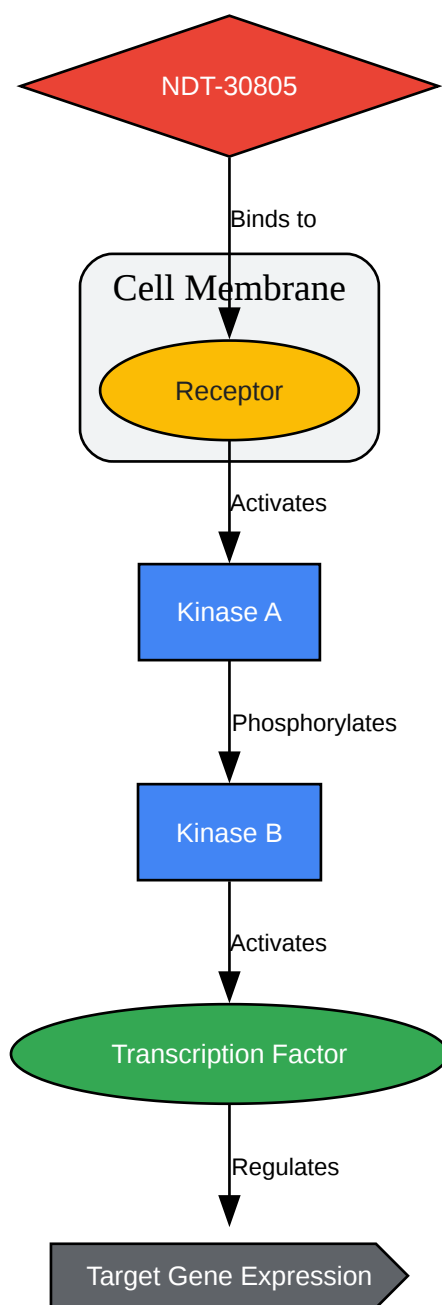 NDT-30805
Binds to
Cell Membrane
Receptor
Activates
Kinase A
Phosphorylates
Kinase B
Activates
Transcription Factor
Regulates
Target Gene Expression